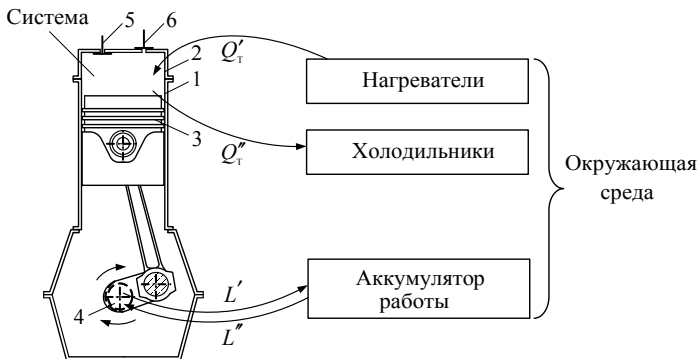 Система
5
6
2
1
3
4
Q′т
Q″т
L′
L″
Нагреватели
Холодильники
Аккумулятор
работы
Окружающая
среда